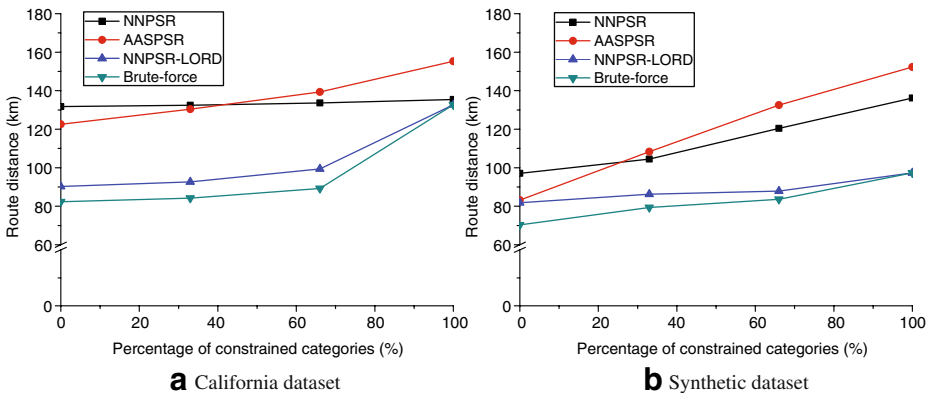 NNPSR
AASPSR
NNPSR-LORD
Brute-force
180
160
140
120
100
80
60
0
Route distance (km)
0 20 40 60 80 100
Percentage of constrained categories (%)
a California dataset
NNPSR
AASPSR
NNPSR-LORD
Brute-force
180
160
140
120
100
80
60
0
Route distance (km)
0 20 40 60 80 100
Percentage of constrained categories (%)
b Synthetic dataset